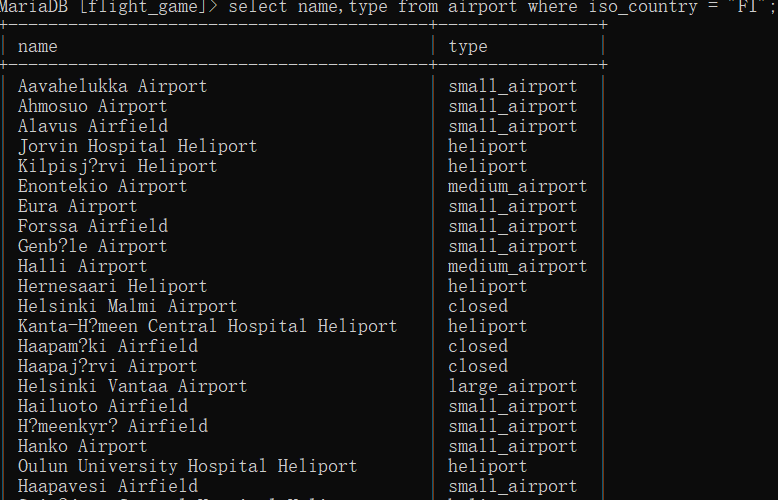 MariaDB [flight_game]> select name,type from airport where iso_country = "FI";
name type
Aavahelukka Airport small_airport
Ahmosuo Airport small_airport
Alavus Airfield small_airport
Jorvin Hospital Heliport heliport
Kilpisj?rvi Heliport heliport
Enontekio Airport medium_airport
Eura Airport small_airport
Forssa Airfield small_airport
Genb?le Airport small_airport
Halli Airport medium_airport
Hernesaari Heliport heliport
Helsinki Malmi Airport closed
Kanta-H?meen Central Hospital Heliport heliport
Haapam?ki Airfield closed
Haapaj?rvi Airport closed
Helsinki Vantaa Airport large_airport
Hailuoto Airfield small_airport
H?meenkyr? Airfield small_airport
Hanko Airport small_airport
Oulun University Hospital Heliport heliport
Haapavesi Airfield small_airport